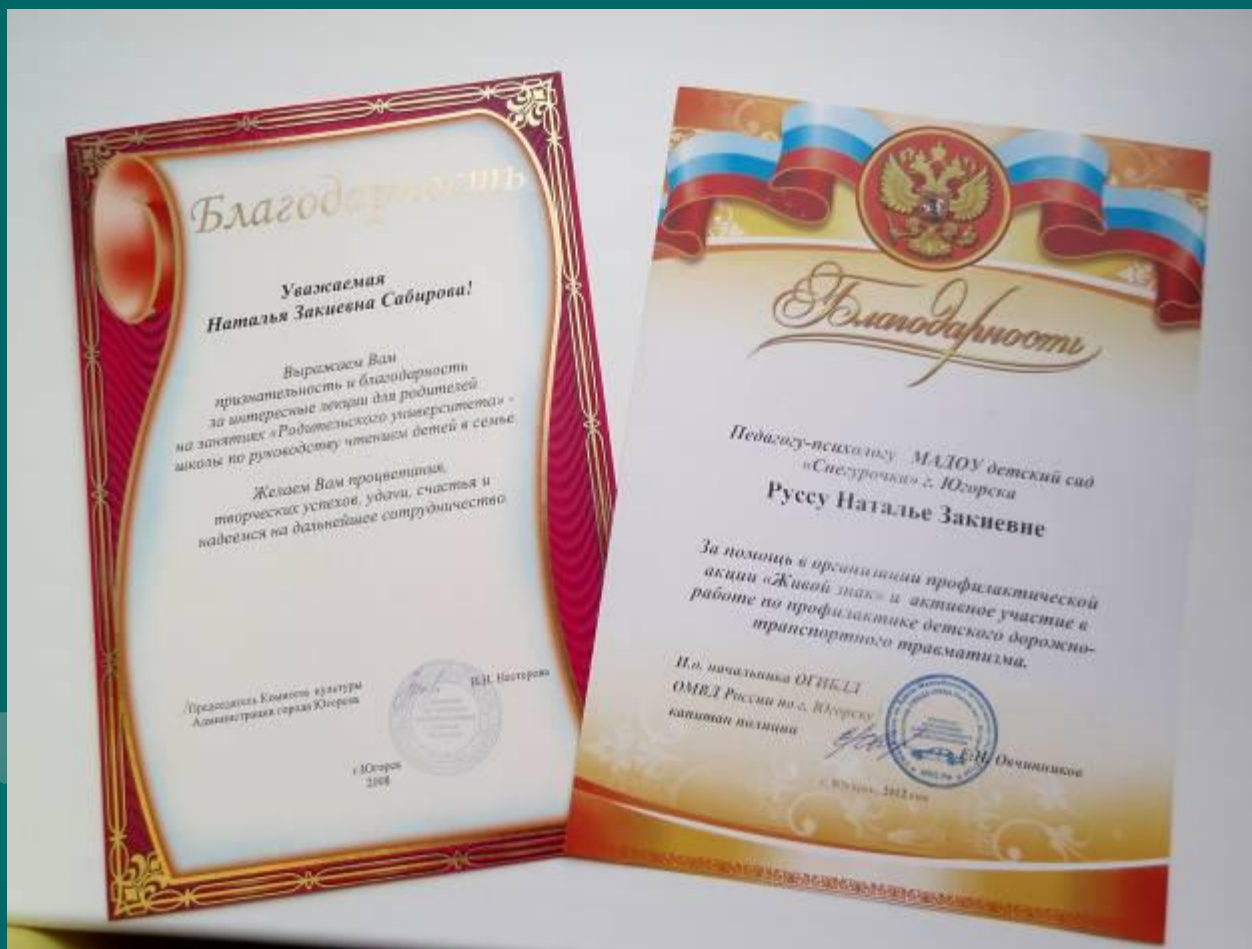 Благодарность
Уважаемая
Наталья Закиевна Сабирова!
Выражаем Вам
признательность и благодарность
за интересные лекции для родителей
на занятиях «Родительского университета» -
школы по руководству чтением детей в семье.
Желаем Вам процветания,
творческих успехов, удачи, счастья и
надеемся на дальнейшее сотрудничество.
Председатель Комитета культуры
Администрации города Югорска
Нестерова
г.Югорск
2008
Благодарность
Педагогу-психологу МАДОУ детский сад
«Снегурочка» г. Югорска
Руссу Наталье Закиевне
За помощь в организации профилактической
акции «Живой знак» и активное участие в
работе по профилактике детского дорожно-
транспортного травматизма.
И.о. начальника ОГИБДД
ОМВД России по г. Югорску
капитан полиции
Овчинников
г. Югорск, 2012 год